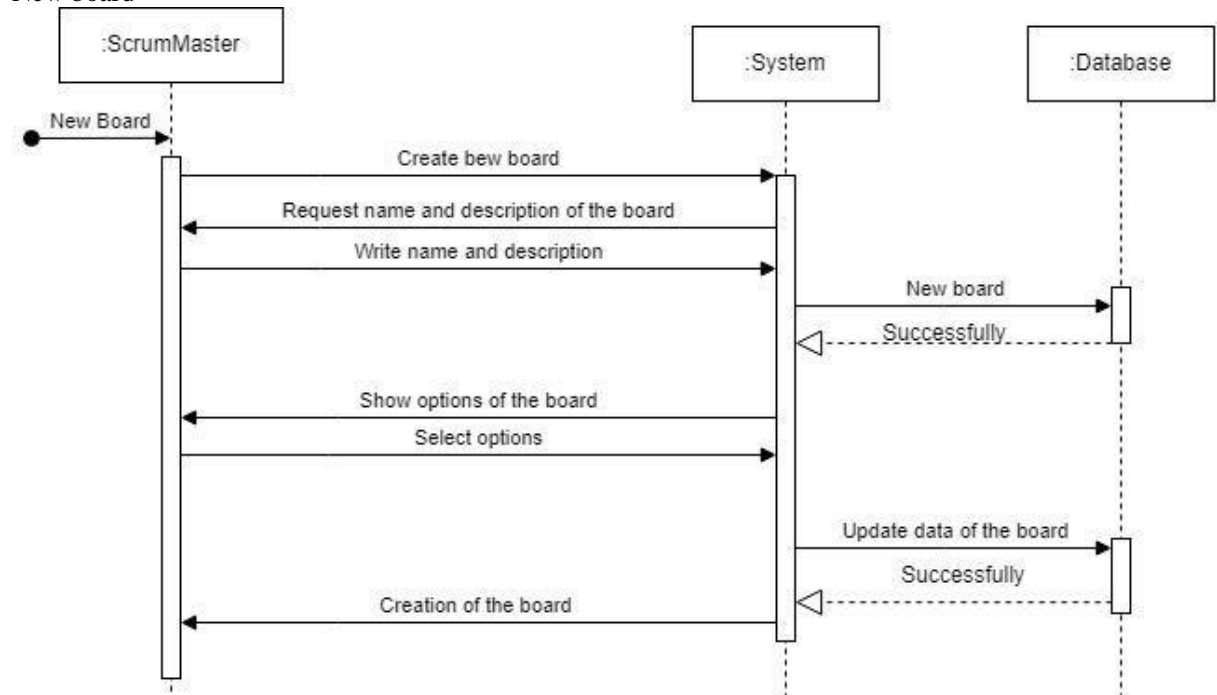 New board
:ScrumMaster
:System
:Database
New Board
Create bew board
Request name and description of the board
Write name and description
New board
Successfully
Show options of the board
Select options
Update data of the board
Successfully
Creation of the board